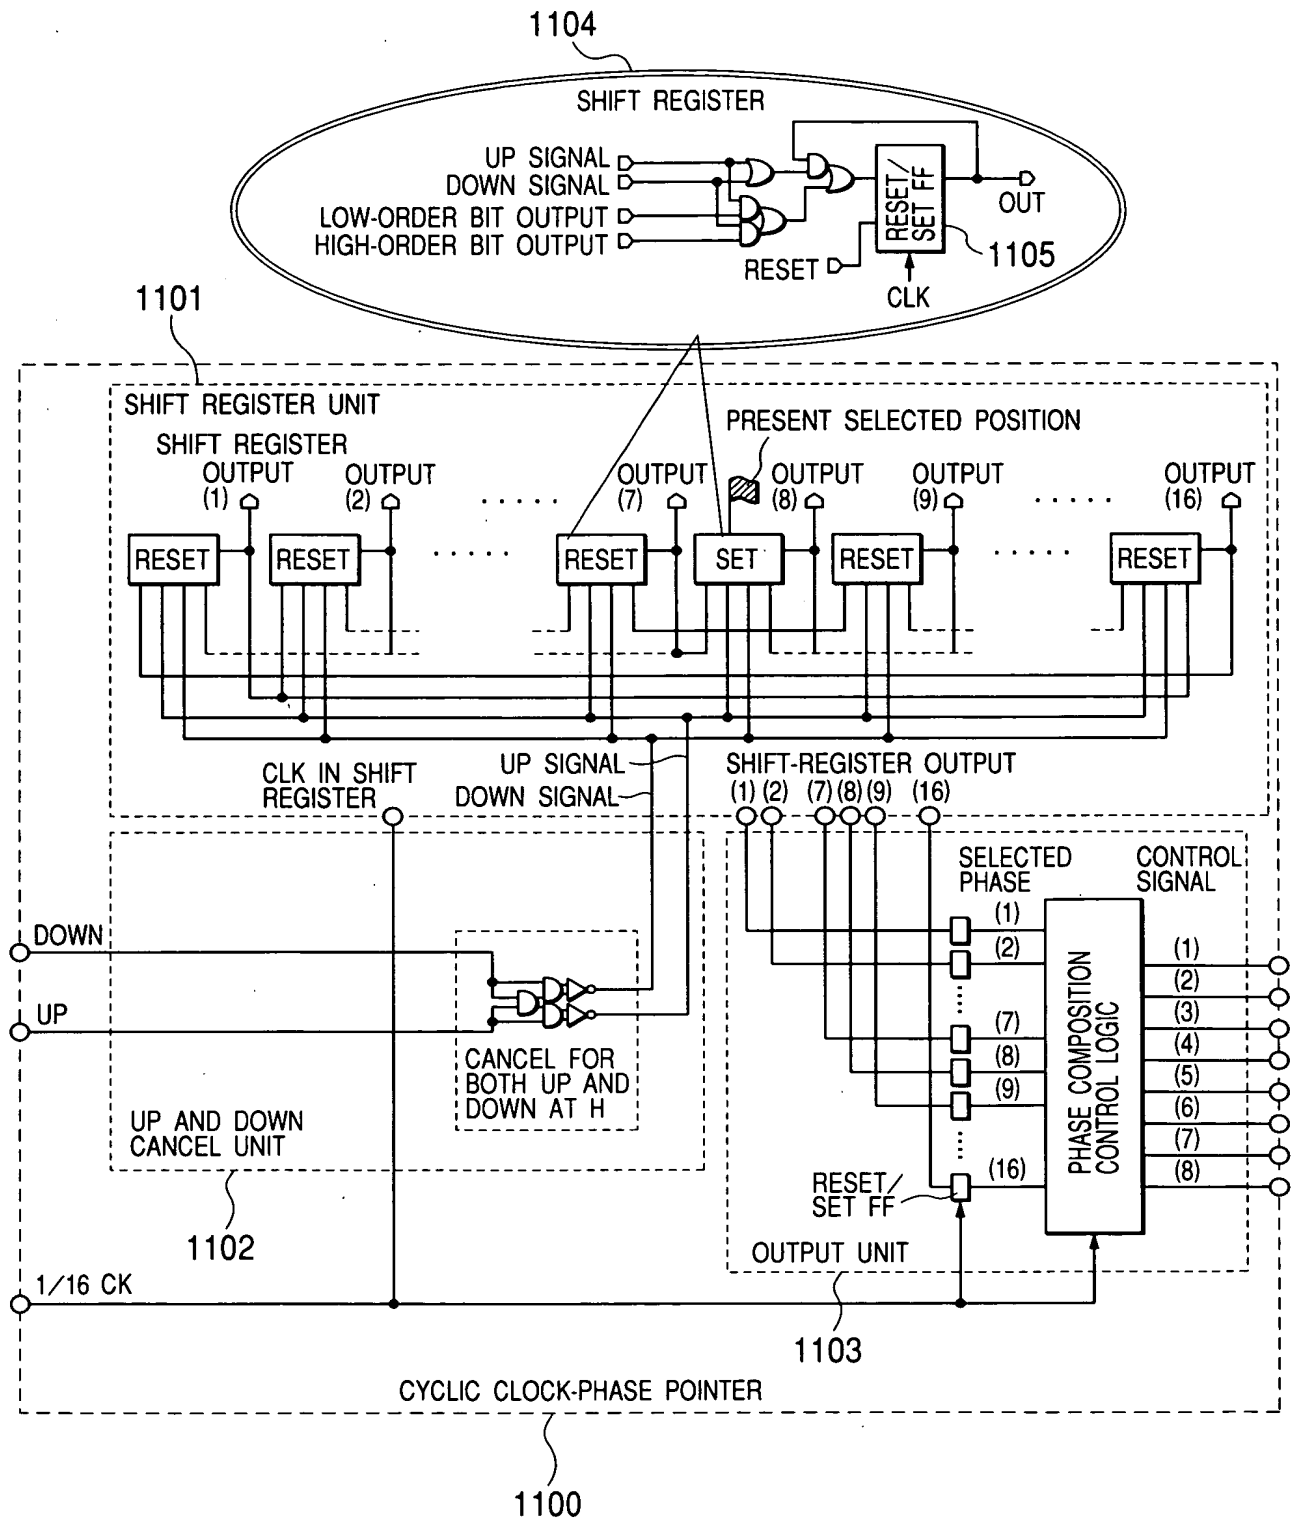 1104
SHIFT REGISTER
UP SIGNAL
DOWN SIGNAL
LOW-ORDER BIT OUTPUT
HIGH-ORDER BIT OUTPUT
RESET
RESET/
SET FF
OUT
1105
CLK
1101
SHIFT REGISTER UNIT
PRESENT SELECTED POSITION
SHIFT REGISTER
OUTPUT
(1)
OUTPUT
(2)
. . . . . .
OUTPUT
(7)
OUTPUT
(8)
OUTPUT
(9)
. . . . . .
OUTPUT
(16)
RESET
RESET
. . . . . .
RESET
SET
RESET
. . . . . .
RESET
UP SIGNAL
DOWN SIGNAL
CLK IN SHIFT
REGISTER
SHIFT-REGISTER OUTPUT
(1) (2) (7) (8) (9) (16)
SELECTED
PHASE
CONTROL
SIGNAL
DOWN
UP
CANCEL FOR
BOTH UP AND
DOWN AT H
UP AND DOWN
CANCEL UNIT
1102
(1)
(2)
(7)
(8)
(9)
(16)
PHASE COMPOSITION
CONTROL LOGIC
(1)
(2)
(3)
(4)
(5)
(6)
(7)
(8)
RESET/
SET FF
OUTPUT UNIT
1103
1/16 CK
CYCLIC CLOCK-PHASE POINTER
1100